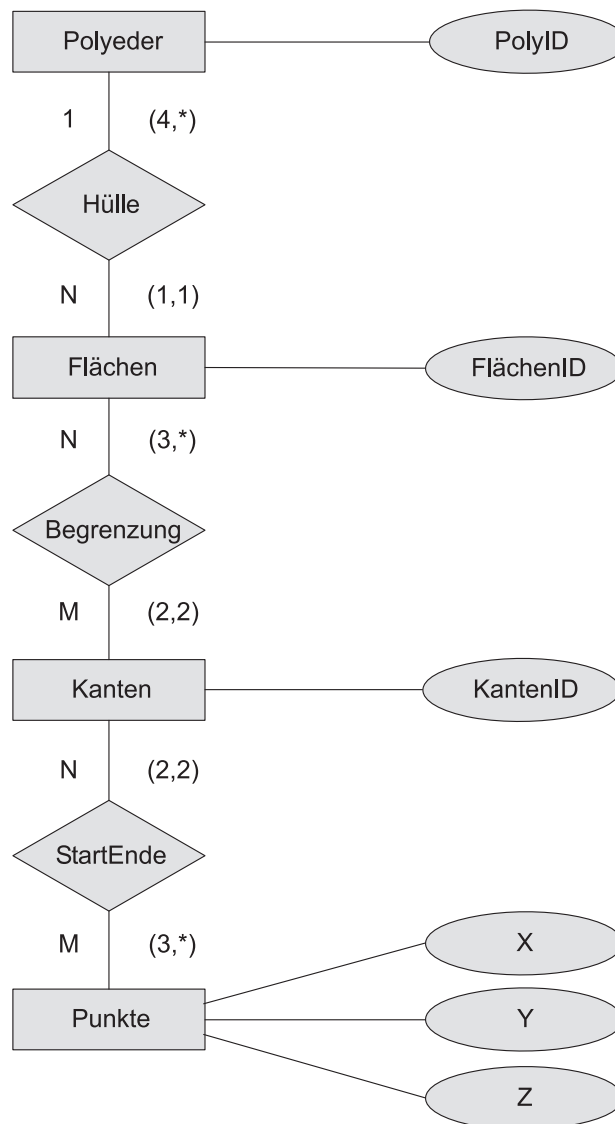 Polyeder PolyID
1 (4,*)
Hülle
N (1,1)
Flächen FlächenID
N (3,*)
Begrenzung
M (2,2)
Kanten KantenID
N (2,2)
StartEnde
X
M (3,*)
Punkte Y
Z